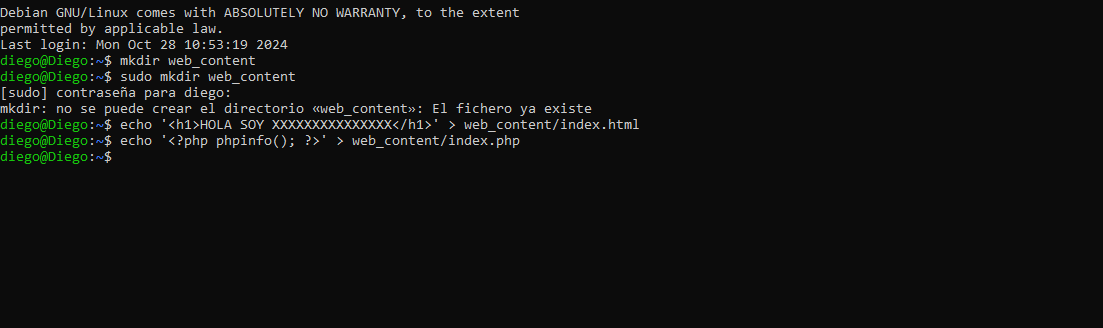 Debian GNU/Linux comes with ABSOLUTELY NO WARRANTY, to the extent
permitted by applicable law.
Last login: Mon Oct 28 10:53:19 2024
diego@Diego:~$ mkdir web_content
diego@Diego:~$ sudo mkdir web_content
[sudo] contraseña para diego:
mkdir: no se puede crear el directorio «web_content»: El fichero ya existe
diego@Diego:~$ echo '<h1>HOLA SOY XXXXXXXXXXXXXXX</h1>' > web_content/index.html
diego@Diego:~$ echo '<?php phpinfo(); ?>' > web_content/index.php
diego@Diego:~$